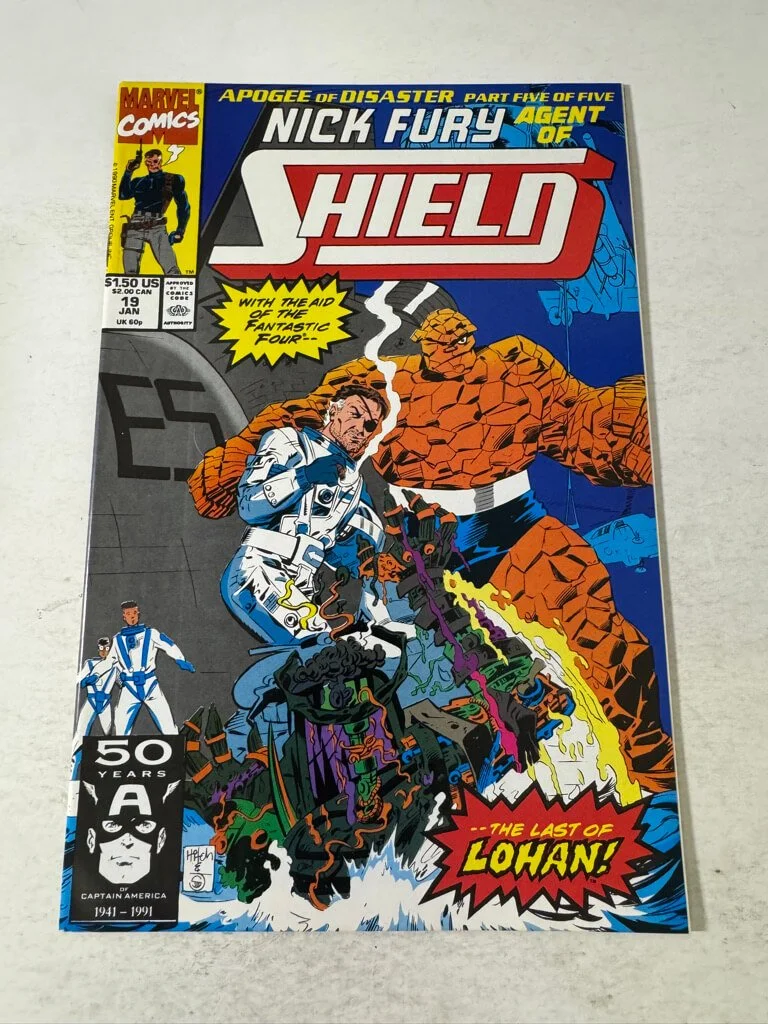 MARVEL
COMICS
APOGEE OF DISASTER PART FIVE OF FIVE
NICK FURY AGENT OF
SHIELD
TM
$1.50 US
$2.00 CAN
19
JAN
UK 60p
APPROVED
BY THE
COMICS
CODE
AUTHORITY
WITH THE AID
OF THE
FANTASTIC
FOUR--
ES
50
YEARS
A
OF
CAPTAIN AMERICA
1941 - 1991
--THE LAST OF
LOHAN!